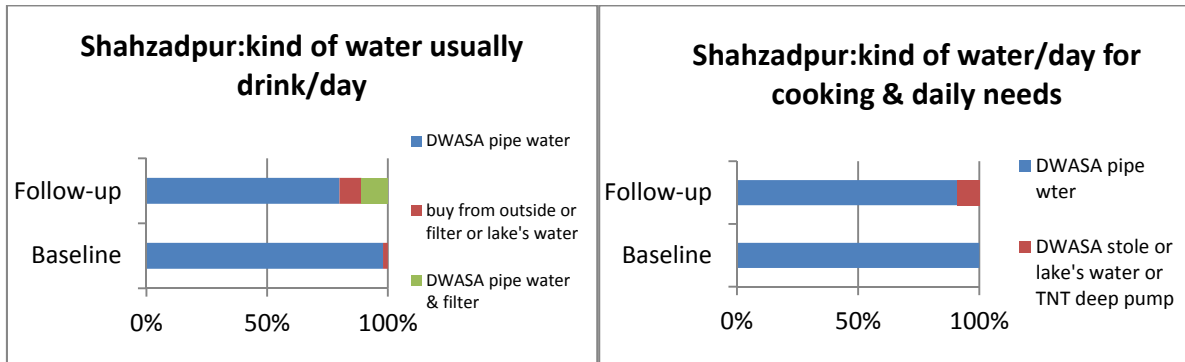 Shahzadpur:kind of water usually
drink/day
DWASA pipe water
buy from outside or
filter or lake's water
DWASA pipe water
& filter
Follow-up
Baseline
0%
50%
100%
Shahzadpur:kind of water/day for
cooking & daily needs
DWASA pipe
wter
DWASA stole or
lake's water or
TNT deep pump
Follow-up
Baseline
0%
50%
100%